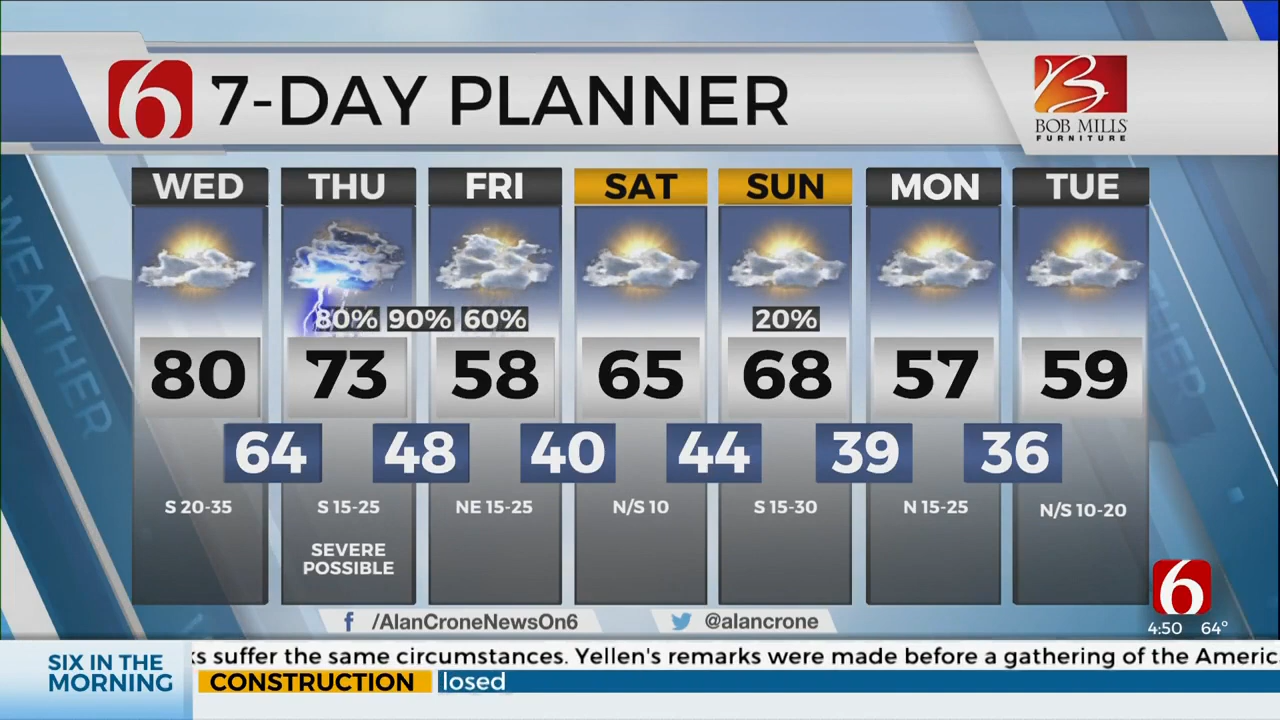 6 7-DAY PLANNER
B
BOB MILLS
FURNITURE
WED THU FRI SAT SUN MON TUE
80% 90% 60% 20%
80 73 58 65 68 57 59
64 48 40 44 39 36
S 20-35 S 15-25 NE 15-25 N/S 10 S 15-30 N 15-25 N/S 10-20
SEVERE
POSSIBLE
WEATHER
6
f /AlanCroneNewsOn6 @alancrone
4:50 64°
SIX IN THE
MORNING
ks suffer the same circumstances. Yellen's remarks were made before a gathering of the Americ
CONSTRUCTION losed